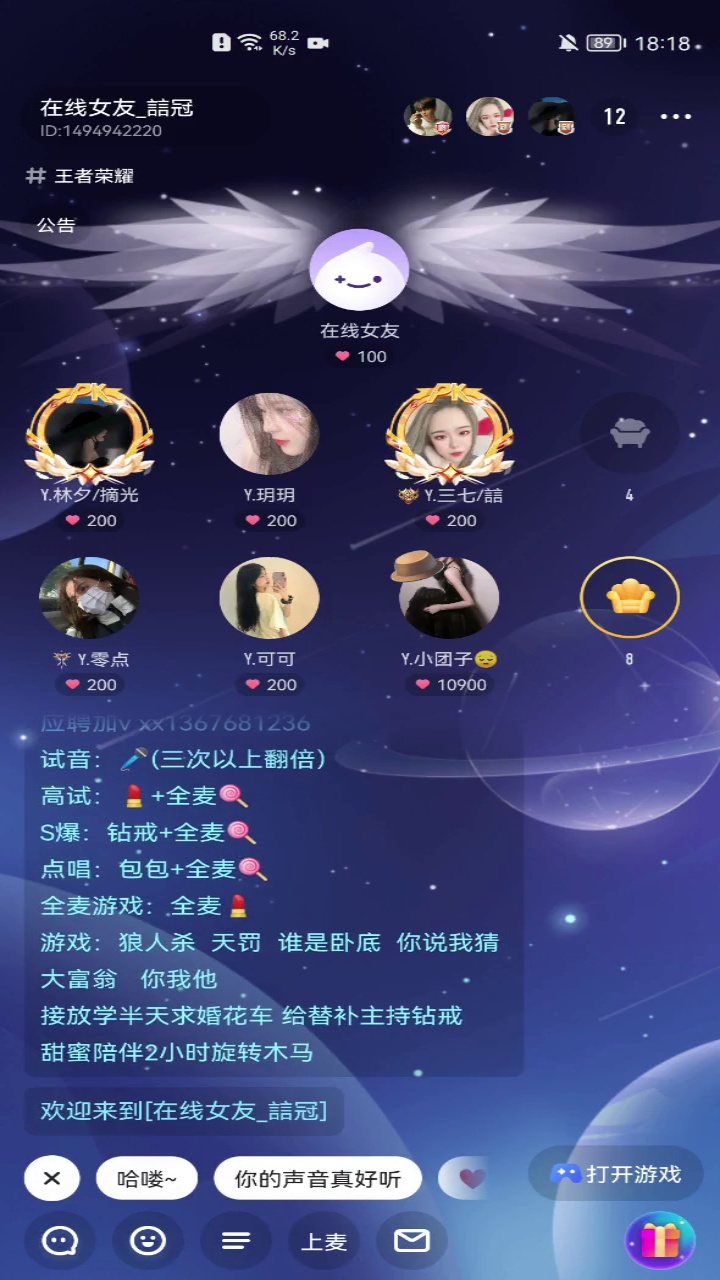 68.2
K/s
89
18:18
在线女友_喆冠
ID:1494942220
12
# 王者荣耀
公告
在线女友
100
PK
PK
Y.林夕/摘光
200
Y.玥玥
200
Y.三七/喆
200
4
Y.零点
200
Y.可可
200
Y.小团子😔
10900
8
应聘加v xx1367681236
试音：🎤(三次以上翻倍)
高试：💄+全麦🍭
S爆：钻戒+全麦🍭
点唱：包包+全麦🍭
全麦游戏：全麦💄
游戏：狼人杀 天罚 谁是卧底 你说我猜
大富翁 你我他
接放学半天求婚花车 给替补主持钻戒
甜蜜陪伴2小时旋转木马
欢迎来到[在线女友_喆冠]
哈喽~
你的声音真好听
打开游戏
上麦